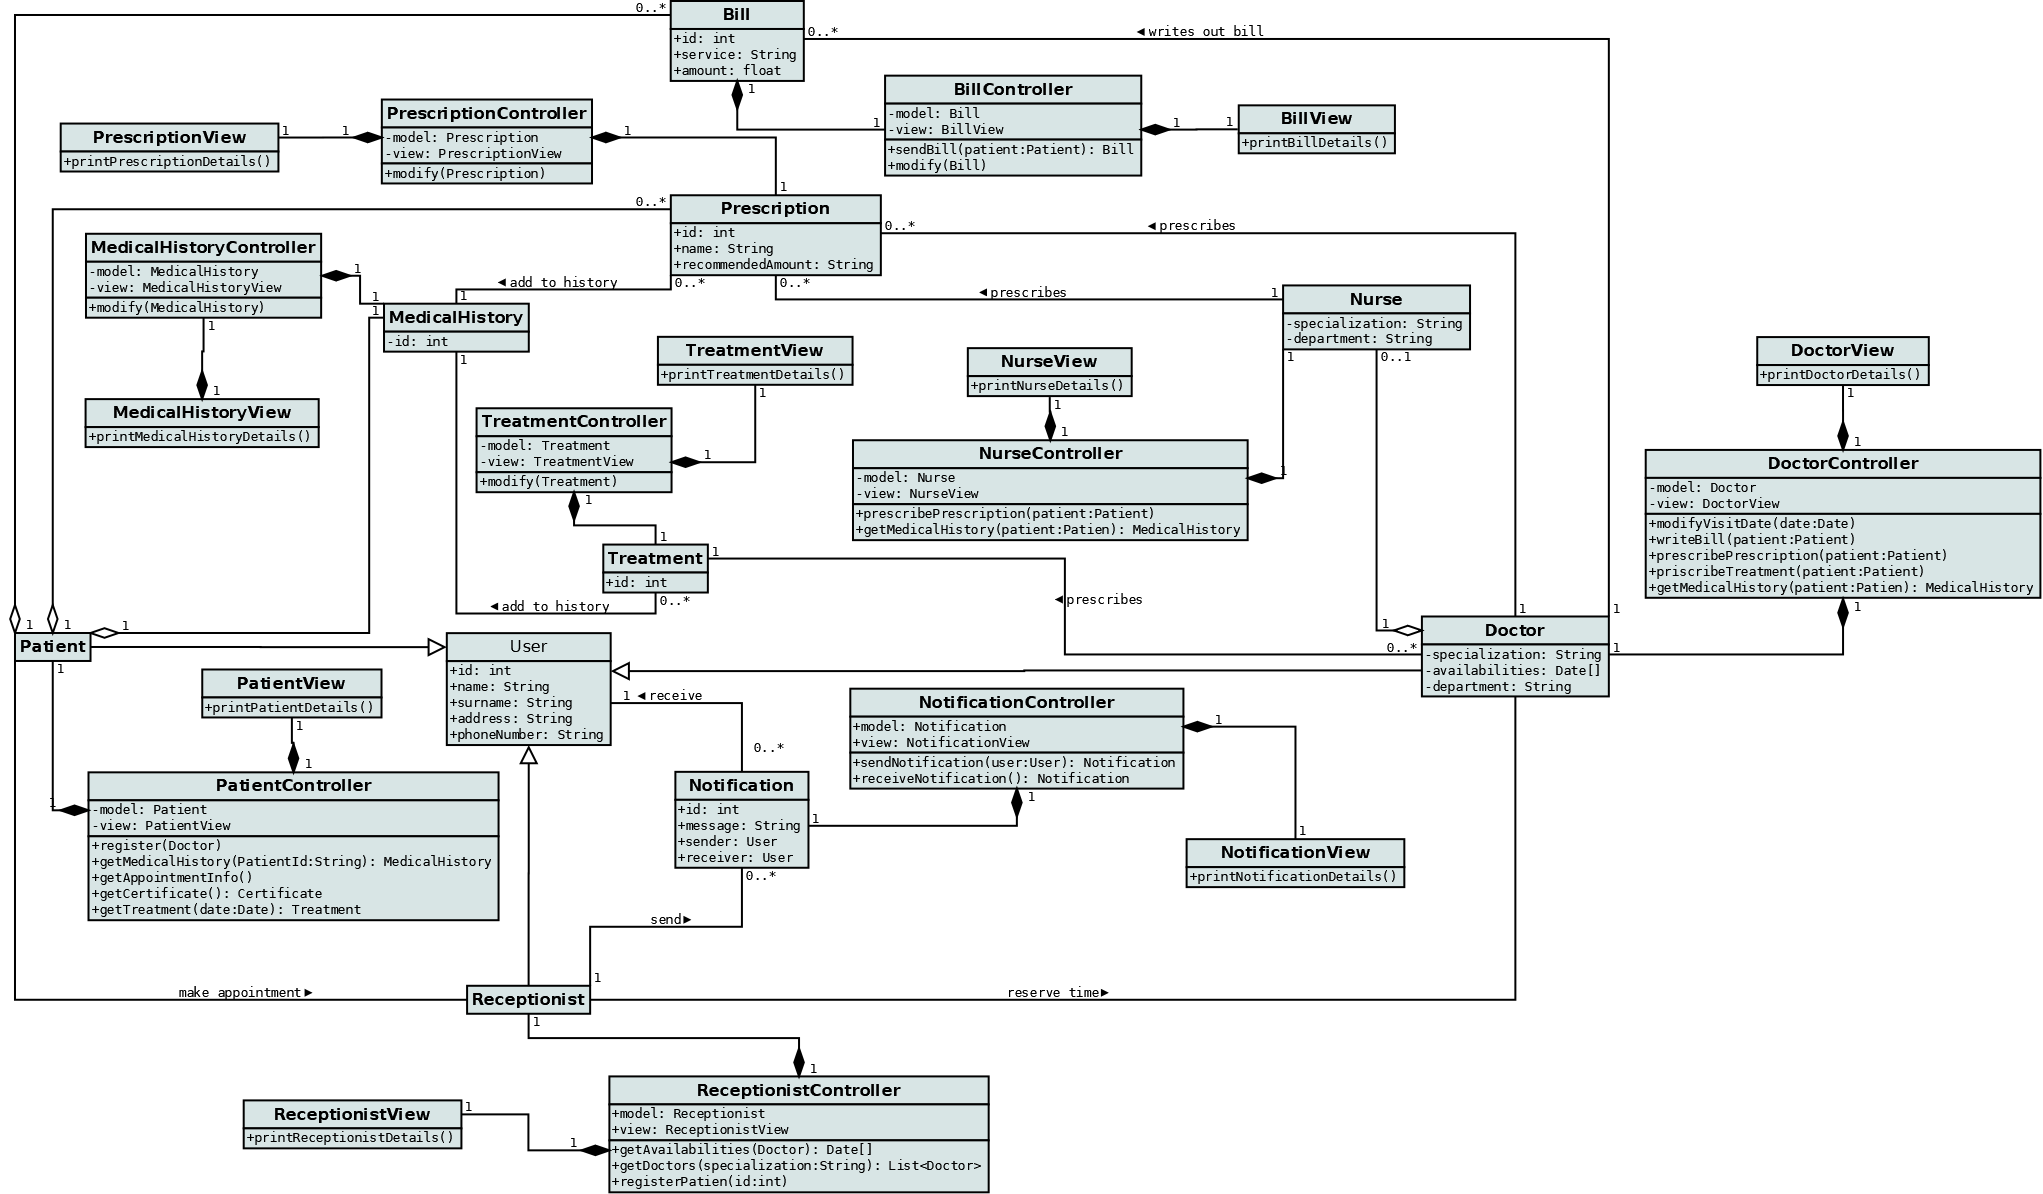 0..*
Bill
+id: int
+service: String
+amount: float
0..*
◄ writes out bill
1
BillController
-model: Bill
-view: BillView
+sendBill(patient:Patient): Bill
+modify(Bill)
1
1
1
BillView
+printBillDetails()
PrescriptionView
+printPrescriptionDetails()
1
1
PrescriptionController
-model: Prescription
-view: PrescriptionView
+modify(Prescription)
1
1
0..*
Prescription
+id: int
+name: String
+recommendedAmount: String
0..*
◄ prescribes
0..*
0..*
◄ add to history
◄ prescribes
1
MedicalHistoryController
-model: MedicalHistory
-view: MedicalHistoryView
+modify(MedicalHistory)
1
1
1
1
MedicalHistory
-id: int
1
1
1
MedicalHistoryView
+printMedicalHistoryDetails()
Nurse
-specialization: String
-department: String
1
0..1
TreatmentView
+printTreatmentDetails()
1
NurseView
+printNurseDetails()
1
1
DoctorView
+printDoctorDetails()
1
1
TreatmentController
-model: Treatment
-view: TreatmentView
+modify(Treatment)
1
1
NurseController
-model: Nurse
-view: NurseView
+prescribePrescription(patient:Patient)
+getMedicalHistory(patient:Patien): MedicalHistory
1
DoctorController
-model: Doctor
-view: DoctorView
+modifyVisitDate(date:Date)
+writeBill(patient:Patient)
+prescribePrescription(patient:Patient)
+priscribeTreatment(patient:Patient)
+getMedicalHistory(patient:Patien): MedicalHistory
1
1
Treatment
+id: int
1
0..*
◄ add to history
◄ prescribes
1
1
1
Patient
1
User
+id: int
+name: String
+surname: String
+address: String
+phoneNumber: String
1
1
1
0..*
Doctor
-specialization: String
-availabilities: Date[]
-department: String
1
PatientView
+printPatientDetails()
1
1
1 ◄ receive
0..*
NotificationController
+model: Notification
+view: NotificationView
+sendNotification(user:User): Notification
+receiveNotification(): Notification
1
1
PatientController
-model: Patient
-view: PatientView
+register(Doctor)
+getMedicalHistory(PatientId:String): MedicalHistory
+getAppointmentInfo()
+getCertificate(): Certificate
+getTreatment(date:Date): Treatment
1
Notification
+id: int
+message: String
+sender: User
+receiver: User
1
0..*
1
NotificationView
+printNotificationDetails()
send►
1
make appointment ►
Receptionist
reserve time►
1
1
ReceptionistView
+printReceptionistDetails()
1
1
ReceptionistController
+model: Receptionist
+view: ReceptionistView
+getAvailabilities(Doctor): Date[]
+getDoctors(specialization:String): List<Doctor>
+registerPatien(id:int)